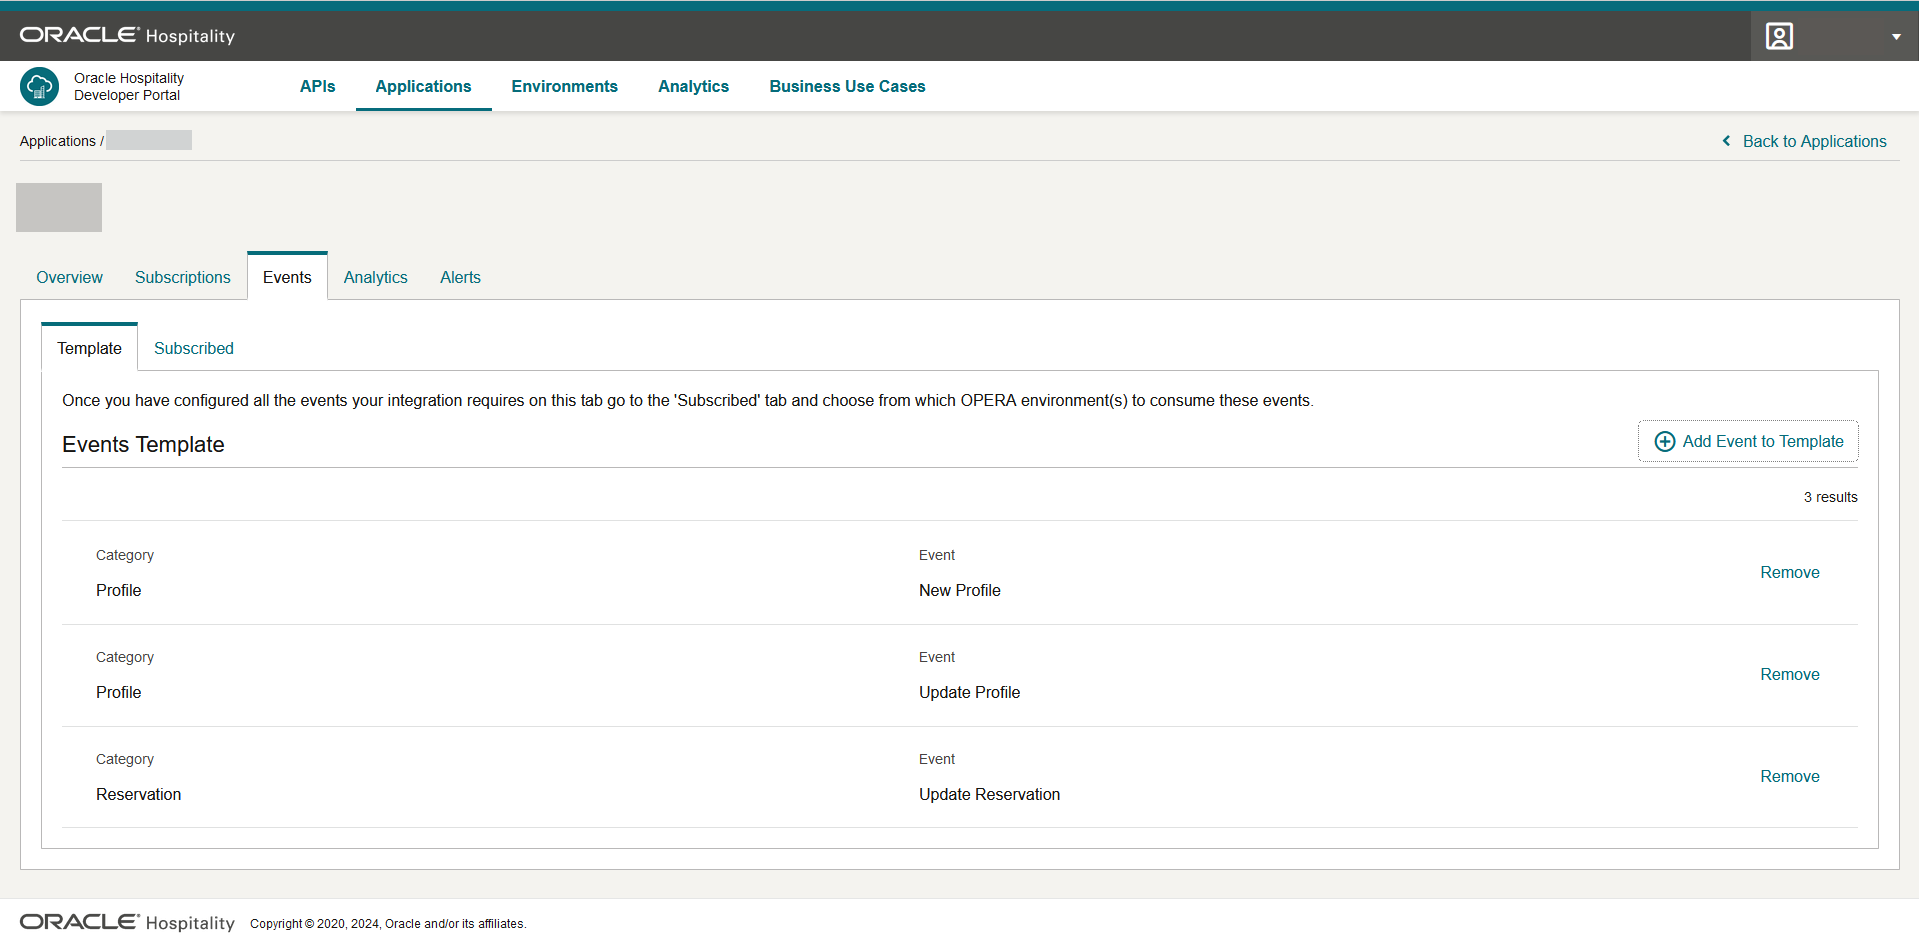 ORACLE Hospitality
Oracle Hospitality
Developer Portal
APIs Applications Environments Analytics Business Use Cases
Applications /
Back to Applications
Overview Subscriptions Events Analytics Alerts
Template Subscribed
Once you have configured all the events your integration requires on this tab go to the 'Subscribed' tab and choose from which OPERA environment(s) to consume these events.
Events Template
Add Event to Template
3 results
Category Event
Profile New Profile
Remove
Category Event
Profile Update Profile
Remove
Category Event
Reservation Update Reservation
Remove
ORACLE Hospitality Copyright © 2020, 2024, Oracle and/or its affiliates.